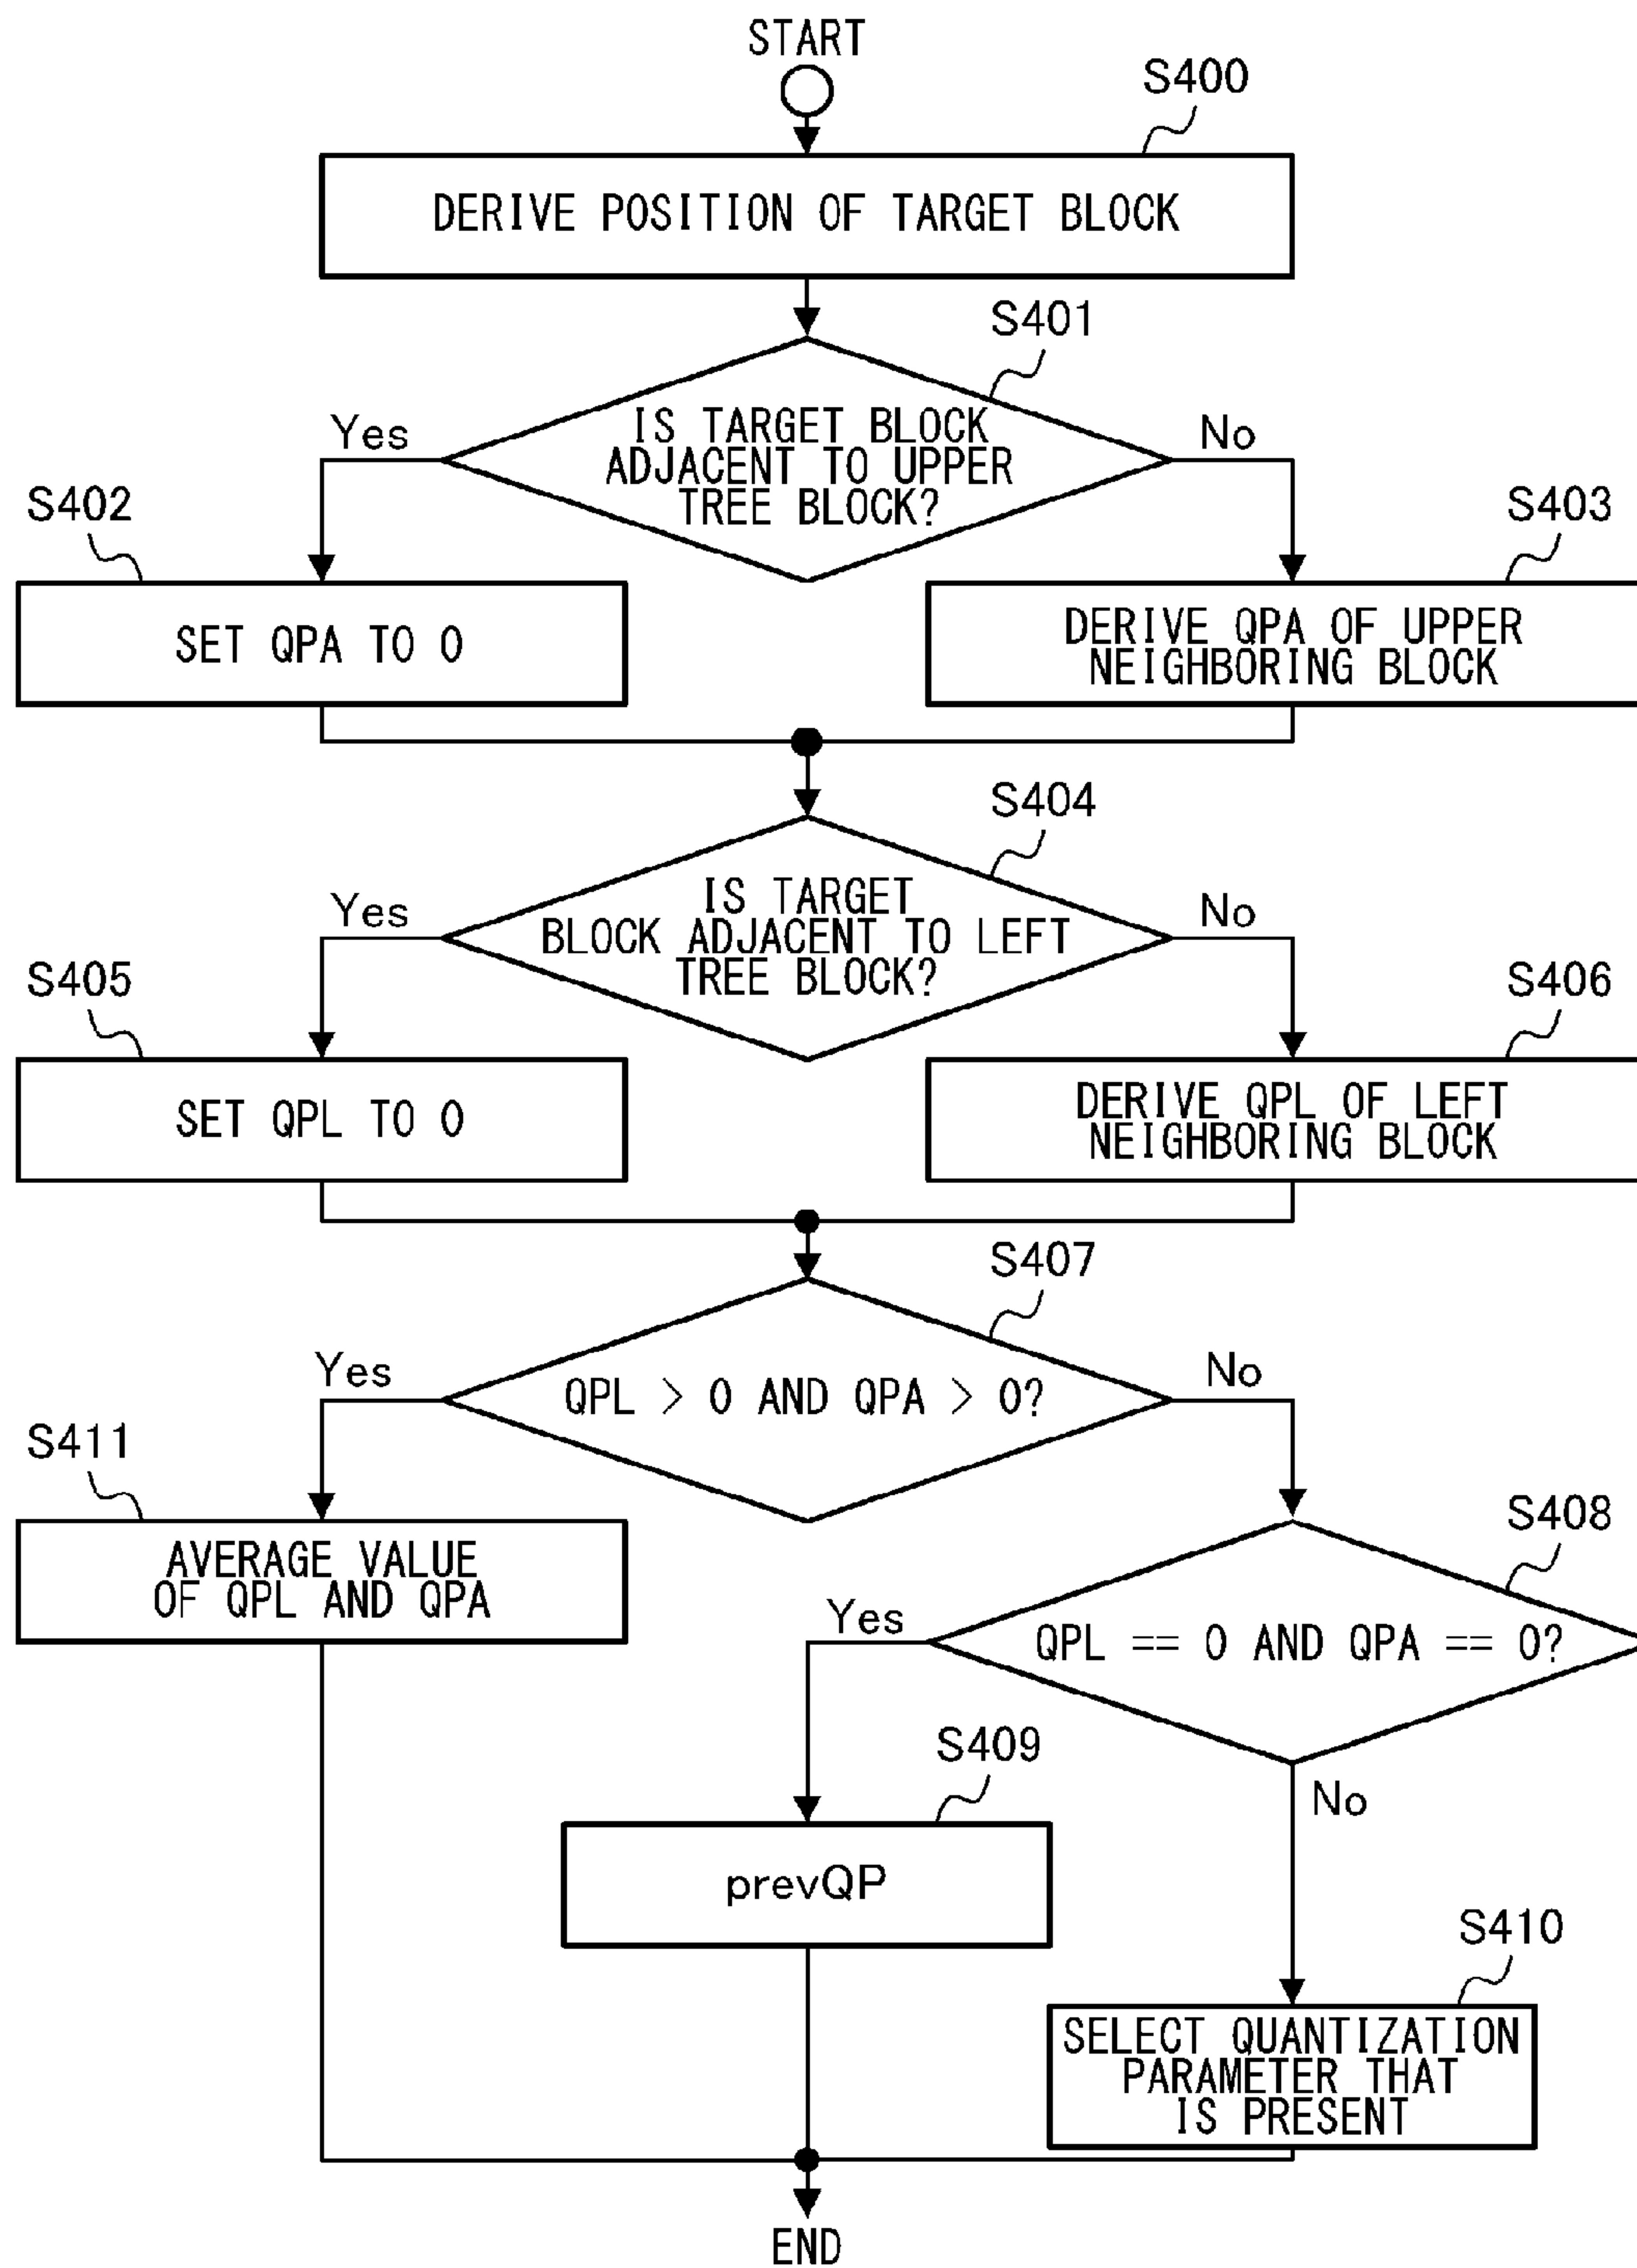 START
S400
DERIVE POSITION OF TARGET BLOCK
S401
IS TARGET BLOCK
ADJACENT TO UPPER
TREE BLOCK?
Yes
No
S402
S403
SET QPA TO 0
DERIVE QPA OF UPPER
NEIGHBORING BLOCK
S404
IS TARGET
BLOCK ADJACENT TO LEFT
TREE BLOCK?
Yes
No
S405
S406
SET QPL TO 0
DERIVE QPL OF LEFT
NEIGHBORING BLOCK
S407
QPL > 0 AND QPA > 0?
Yes
No
S411
S408
AVERAGE VALUE
OF QPL AND QPA
Yes
QPL == 0 AND QPA == 0?
S409
No
prevQP
S410
SELECT QUANTIZATION
PARAMETER THAT
IS PRESENT
END